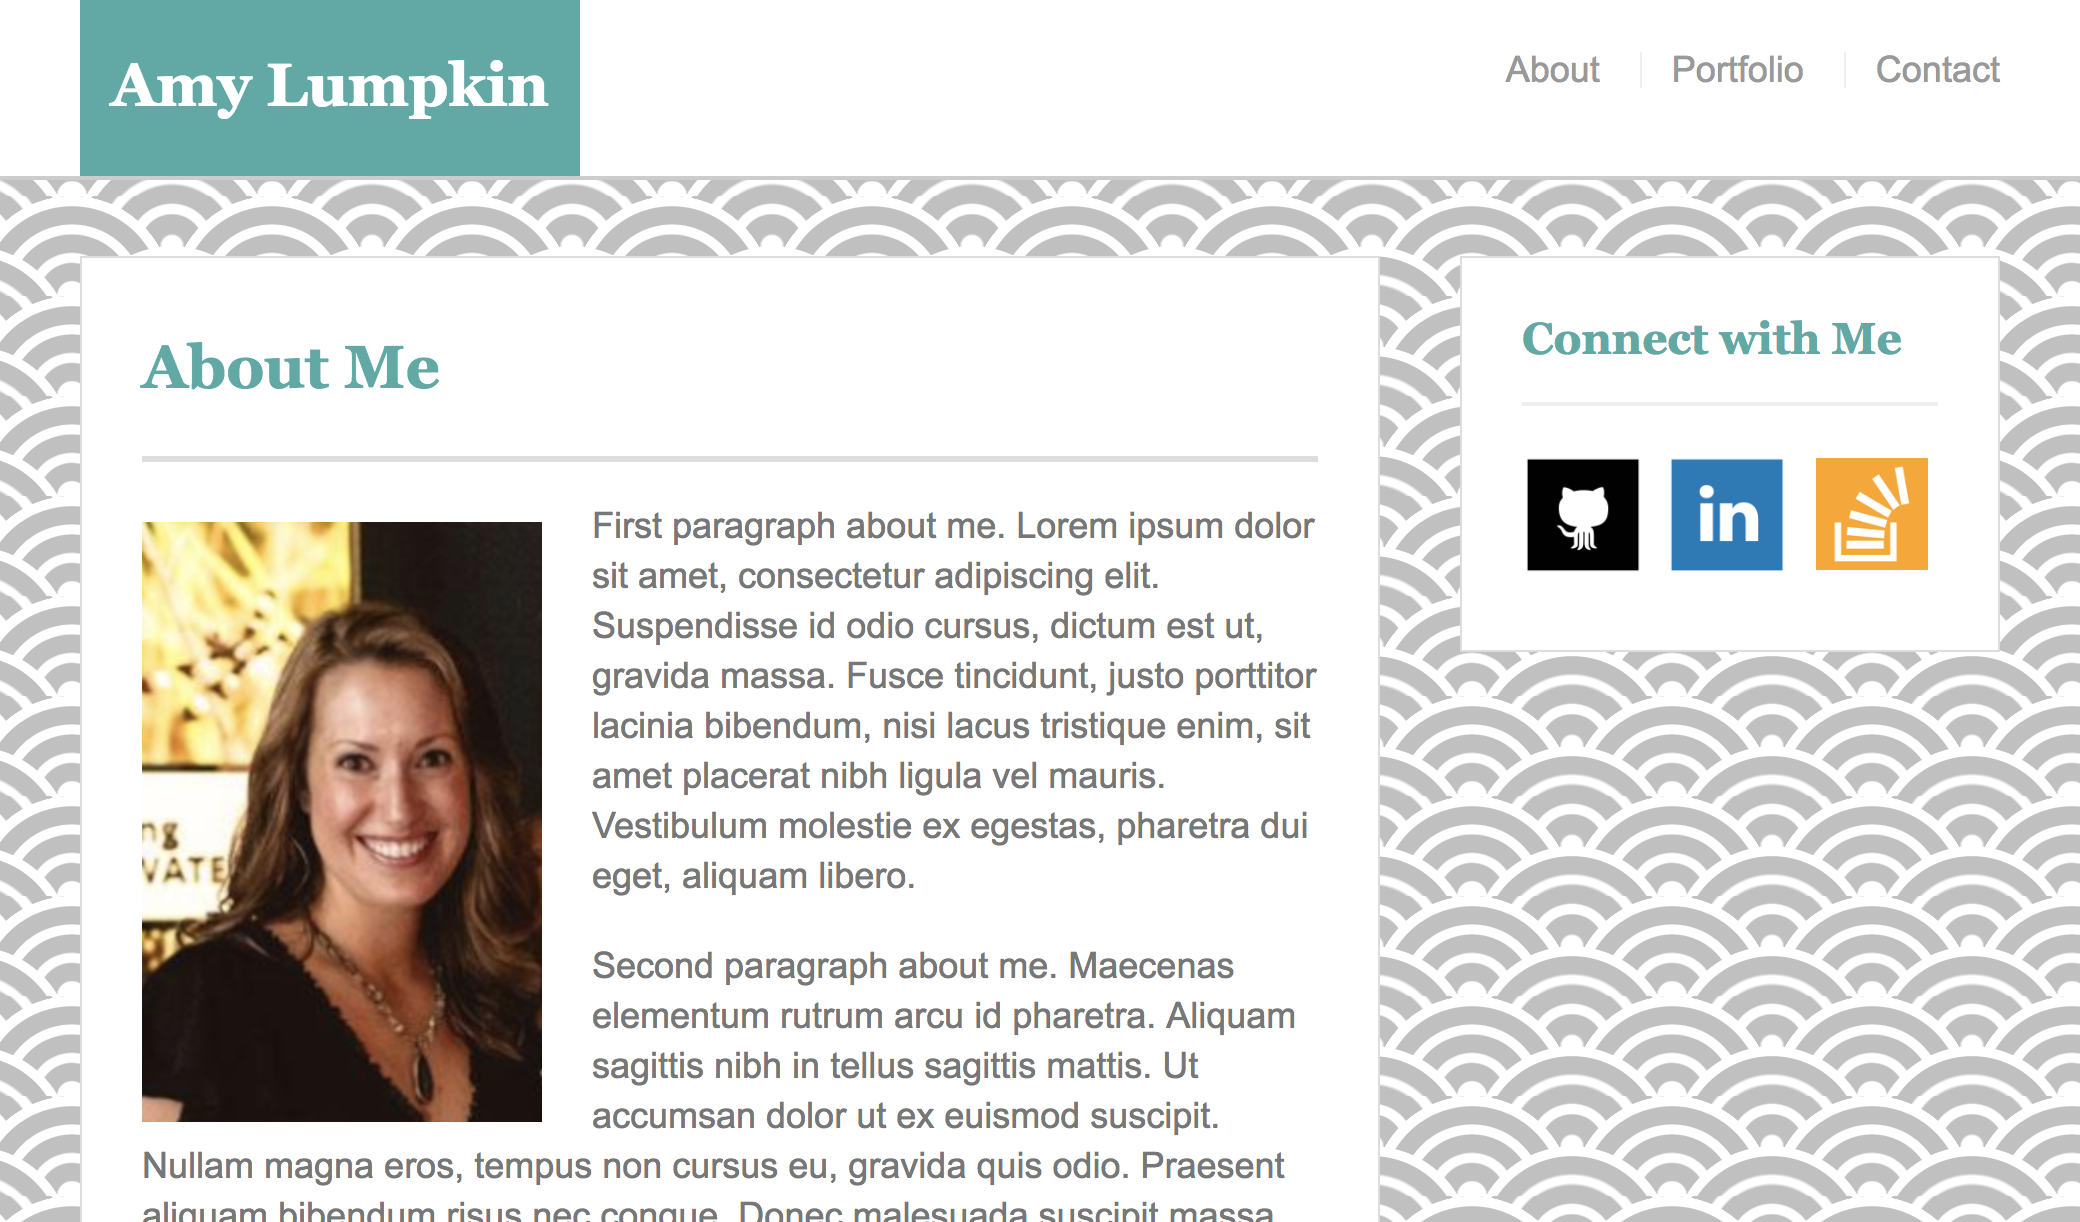 Amy Lumpkin
About
Portfolio
Contact
About Me
First paragraph about me. Lorem ipsum dolor
sit amet, consectetur adipiscing elit.
Suspendisse id odio cursus, dictum est ut,
gravida massa. Fusce tincidunt, justo porttitor
lacinia bibendum, nisi lacus tristique enim, sit
amet placerat nibh ligula vel mauris.
Vestibulum molestie ex egestas, pharetra dui
eget, aliquam libero.
Second paragraph about me. Maecenas
elementum rutrum arcu id pharetra. Aliquam
sagittis nibh in tellus sagittis mattis. Ut
accumsan dolor ut ex euismod suscipit.
Nullam magna eros, tempus non cursus eu, gravida quis odio. Praesent
aliquam bibendum risus nec congue. Donec malesuada suscipit massa
ng
VATE
Connect with Me
in